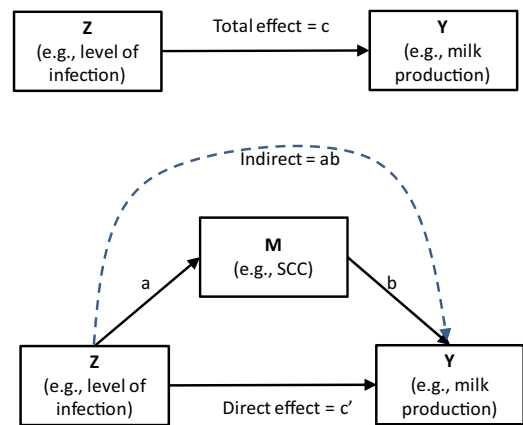 Z
(e.g., level of
infection)
Total effect = c
Y
(e.g., milk
production)
Indirect = ab
M
(e.g., SCC)
a
b
Z
(e.g., level of
infection)
Direct effect = c’
Y
(e.g., milk
production)